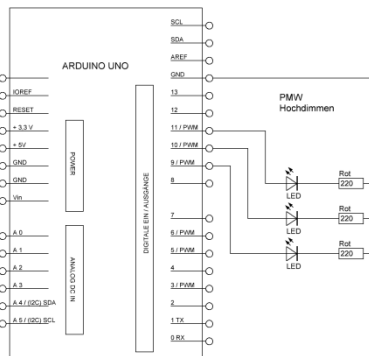 ARDUINO UNO
IOREF
RESET
+ 3,3 V
+ 5V
GND
GND
Vin
POWER
A 0
A 1
A 2
A 3
A 4 / (I2C) SDA
A 5 / (I2C) SCL
ANALOG DC IN
DIGITALE EIN / AUSGÄNGE
SCL
SDA
AREF
GND
13
12
11 / PWM
10 / PWM
9 / PWM
8
7
6 / PWM
5 / PWM
4
3 / PWM
2
1 TX
0 RX
PMW
Hochdimmen
LED
Rot
220
LED
Rot
220
LED
Rot
220